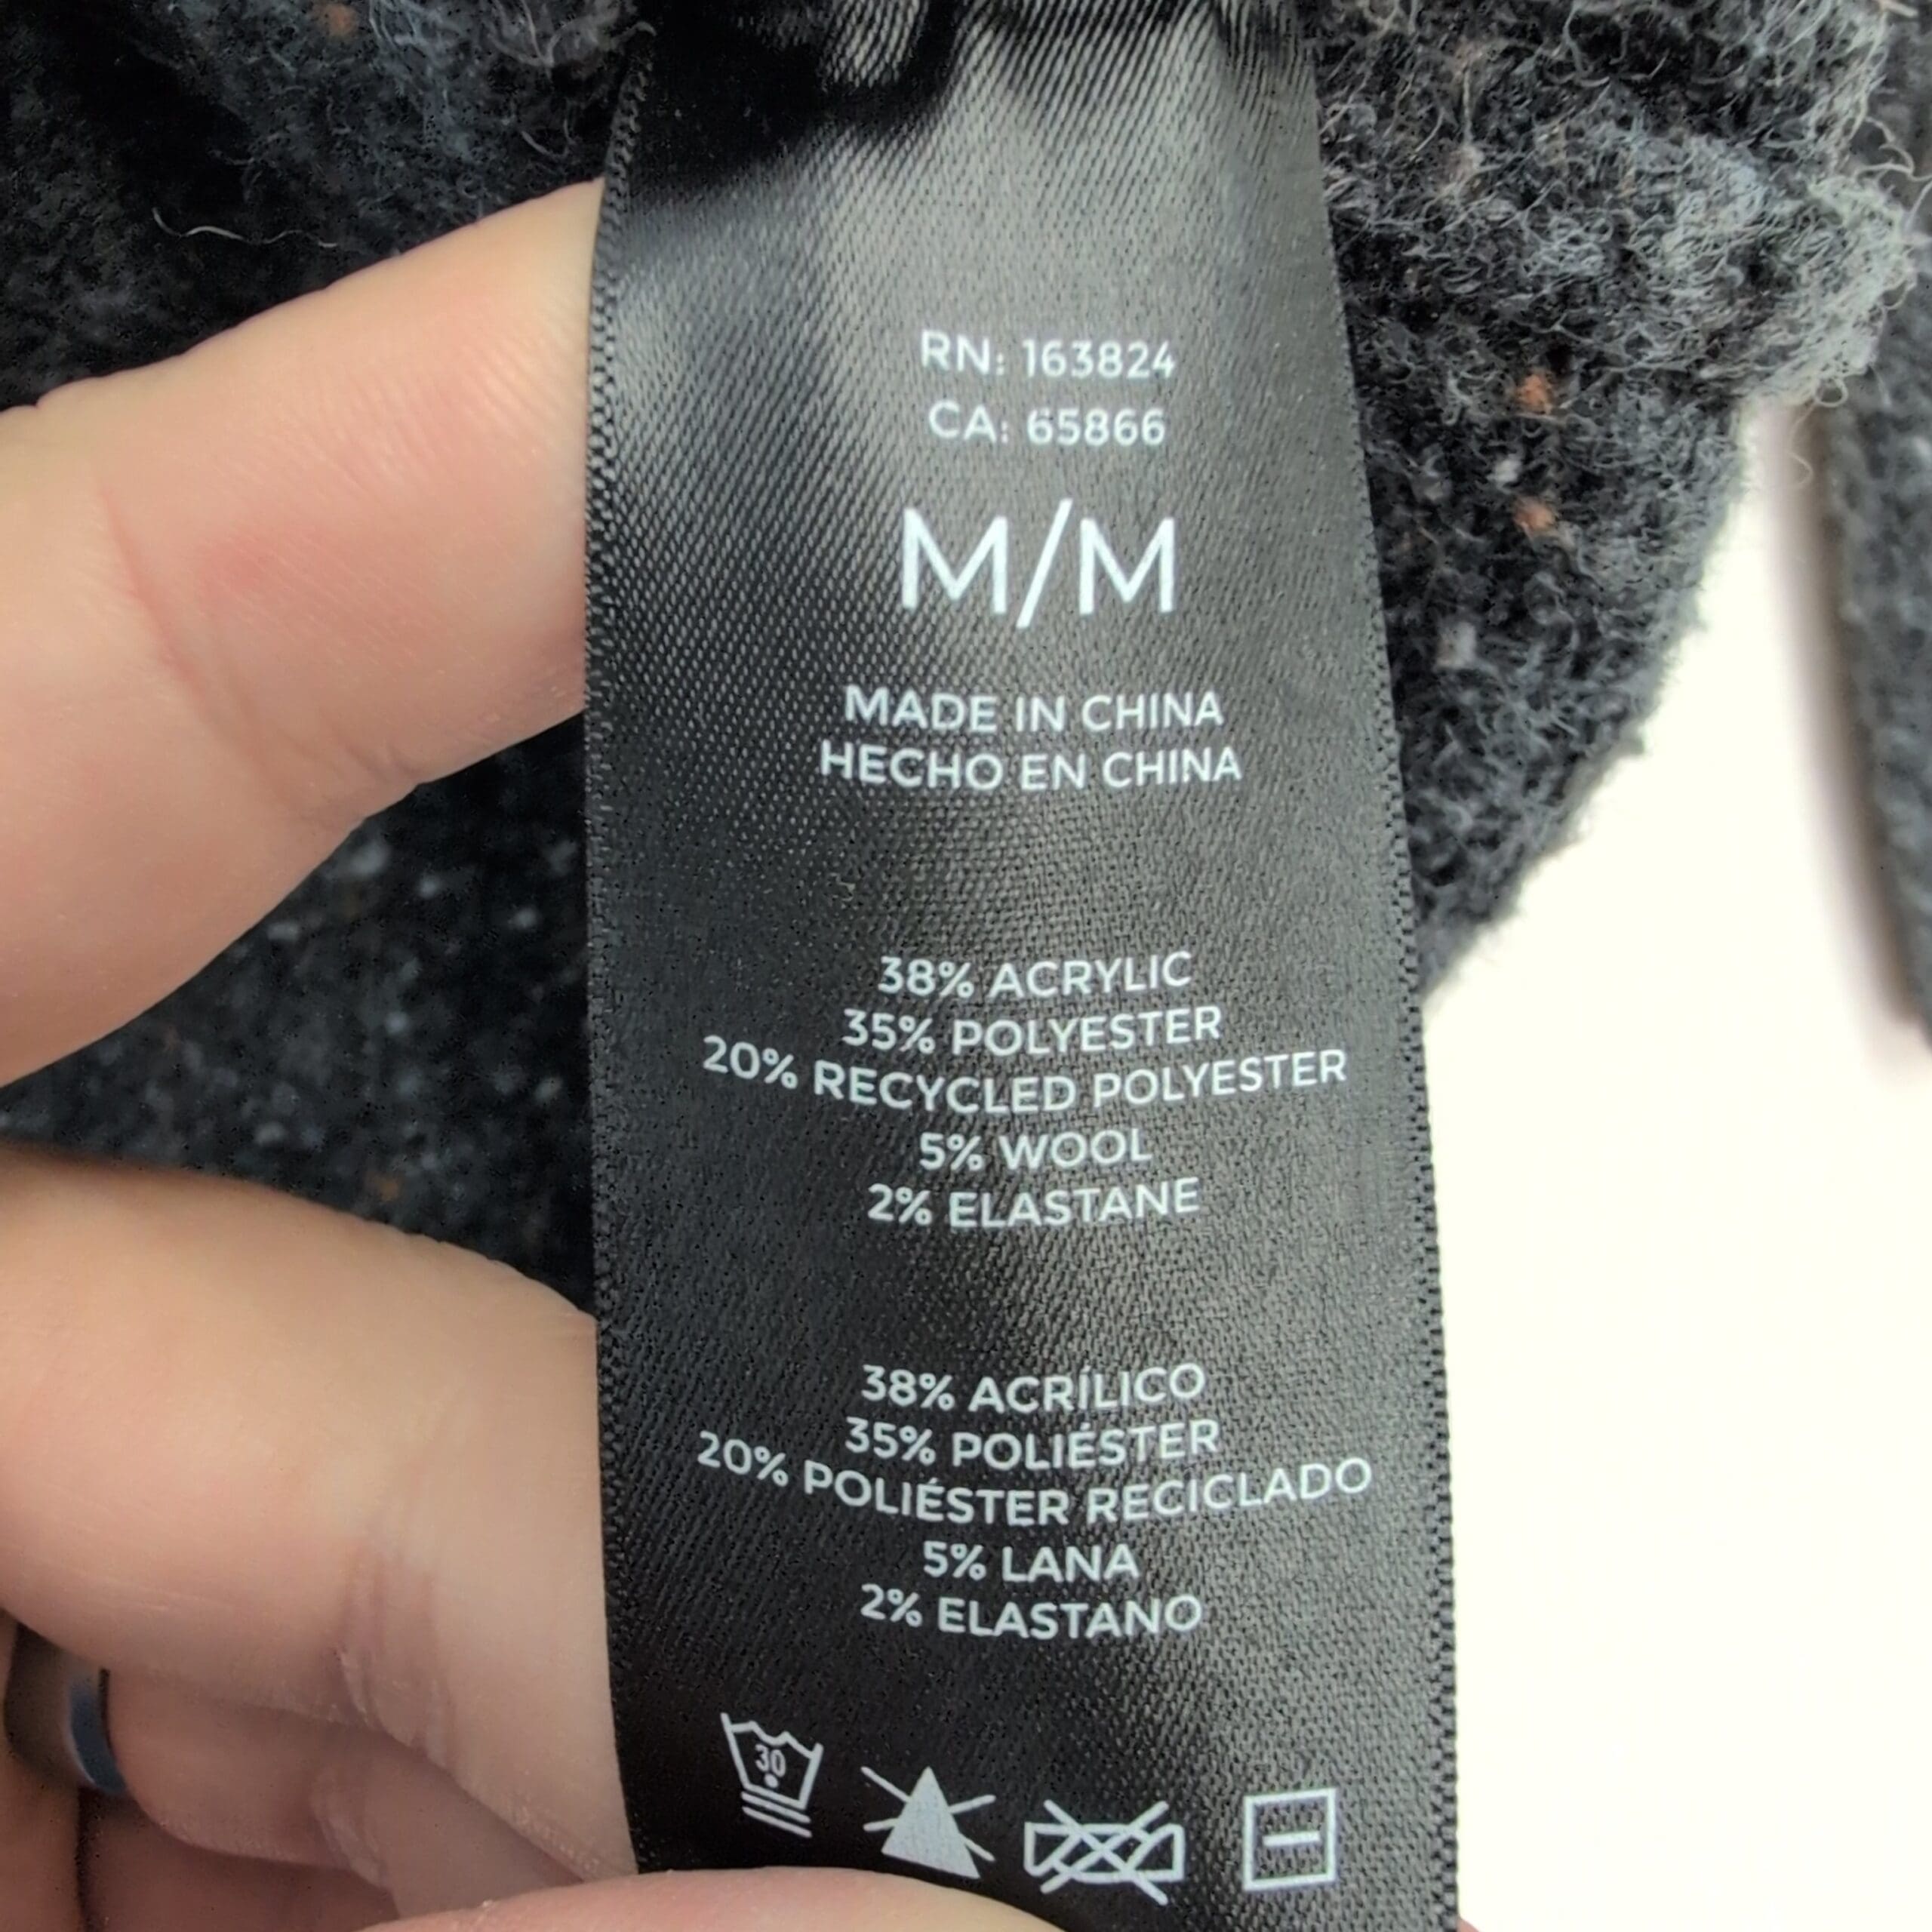 RN: 163824
CA: 65866
M/M
MADE IN CHINA
HECHO EN CHINA
38% ACRYLIC
35% POLYESTER
20% RECYCLED POLYESTER
5% WOOL
2% ELASTANE
38% ACRÍLICO
35% POLIÉSTER
20% POLIÉSTER RECICLADO
5% LANA
2% ELASTANO
30